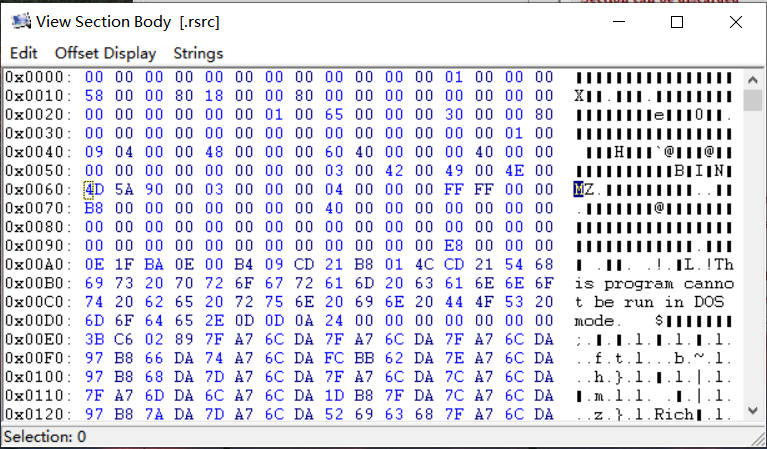 Section can be discarded
View Section Body [.rsrc]
Edit Offset Display Strings
0x0000: 00 00 00 00 00 00 00 00 00 00 00 00 01 00 00 00
0x0010: 58 00 00 80 18 00 00 80 00 00 00 00 00 00 00 00 X
0x0020: 00 00 00 00 00 00 01 00 65 00 00 00 30 00 00 80 e 0
0x0030: 00 00 00 00 00 00 00 00 00 00 00 00 00 00 01 00
0x0040: 09 04 00 00 48 00 00 00 60 40 00 00 00 40 00 00 H `@ @
0x0050: 00 00 00 00 00 00 00 00 03 00 42 00 49 00 4E 00 B I N
0x0060: 4D 5A 90 00 03 00 00 00 04 00 00 00 FF FF 00 00 MZ.
0x0070: B8 00 00 00 00 00 00 00 40 00 00 00 00 00 00 00 @
0x0080: 00 00 00 00 00 00 00 00 00 00 00 00 00 00 00 00
0x0090: 00 00 00 00 00 00 00 00 00 00 00 00 E8 00 00 00
0x00A0: 0E 1F BA 0E 00 B4 09 CD 21 B8 01 4C CD 21 54 68 .!. L.!Th
0x00B0: 69 73 20 70 72 6F 67 72 61 6D 20 63 61 6E 6E 6F is program canno
0x00C0: 74 20 62 65 20 72 75 6E 20 69 6E 20 44 4F 53 20 t be run in DOS
0x00D0: 6D 6F 64 65 2E 0D 0D 0A 24 00 00 00 00 00 00 00 mode. $
0x00E0: 3B C6 02 89 7F A7 6C DA 7F A7 6C DA 7F A7 6C DA ;. . .l. .l. .l.
0x00F0: 97 B8 66 DA 74 A7 6C DA FC BB 62 DA 7E A7 6C DA ..f.t.l...b.~.l.
0x0100: 97 B8 68 DA 7D A7 6C DA 7F A7 6C DA 7C A7 6C DA ..h.}.l. .l.|.l.
0x0110: 7F A7 6D DA 6C A7 6C DA 1D B8 7F DA 7C A7 6C DA .m.l.l. . .|.l.
0x0120: 97 B8 7A DA 7D A7 6C DA 52 69 63 68 7F A7 6C DA ..z.}.l.Rich .l.
Selection: 0